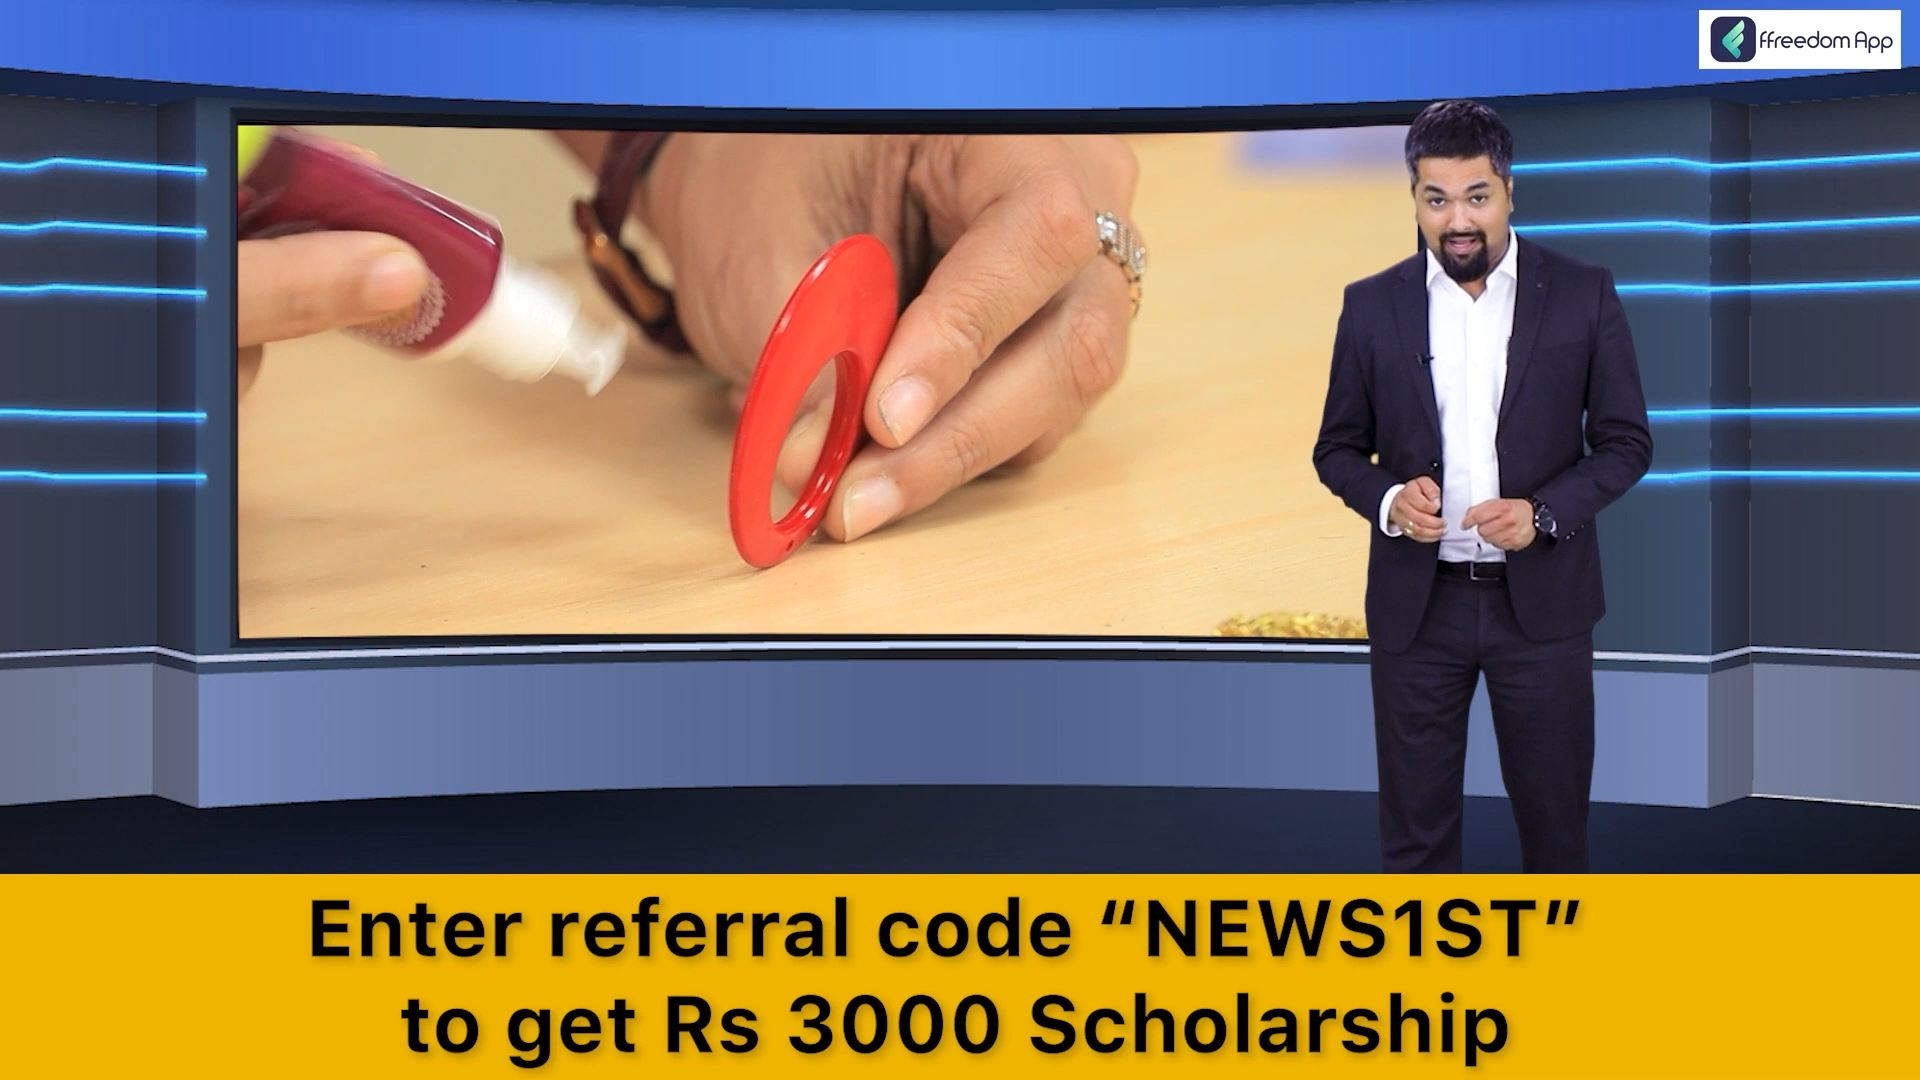 ffreedom App
Enter referral code “NEWS1ST”
to get Rs 3000 Scholarship